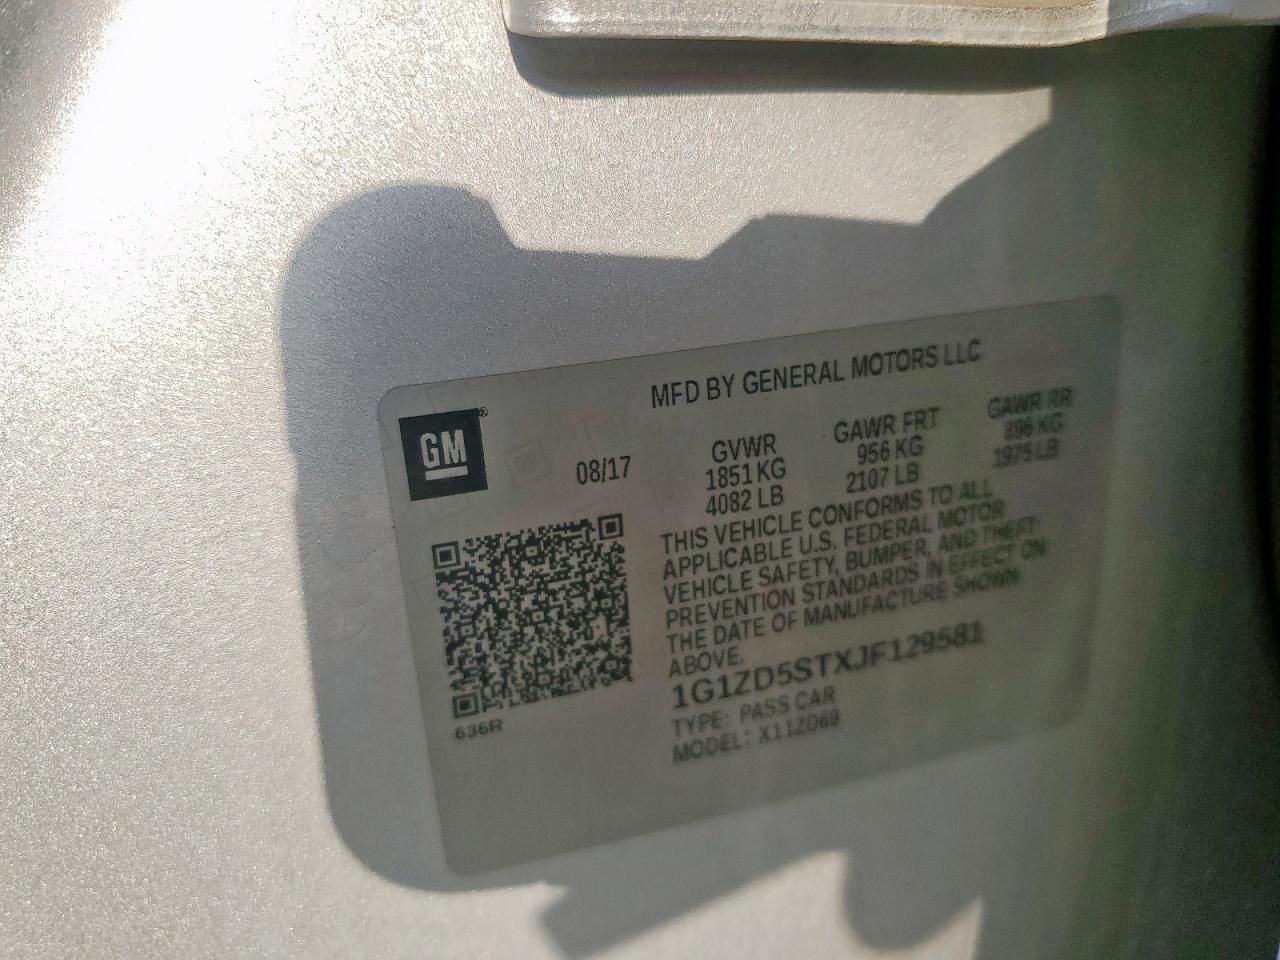 MFD BY GENERAL MOTORS LLC
GM®
08/17
GVWR
1851 KG
4082 LB
GAWR FRT
956 KG
2107 LB
GAWR RR
896 KG
1975 LB
THIS VEHICLE CONFORMS TO ALL
APPLICABLE U.S. FEDERAL MOTOR
VEHICLE SAFETY, BUMPER, AND THEFT
PREVENTION STANDARDS IN EFFECT ON
THE DATE OF MANUFACTURE SHOWN
ABOVE.
1G1ZD5STXJF129581
TYPE: PASS CAR
MODEL: X11ZD69
636R